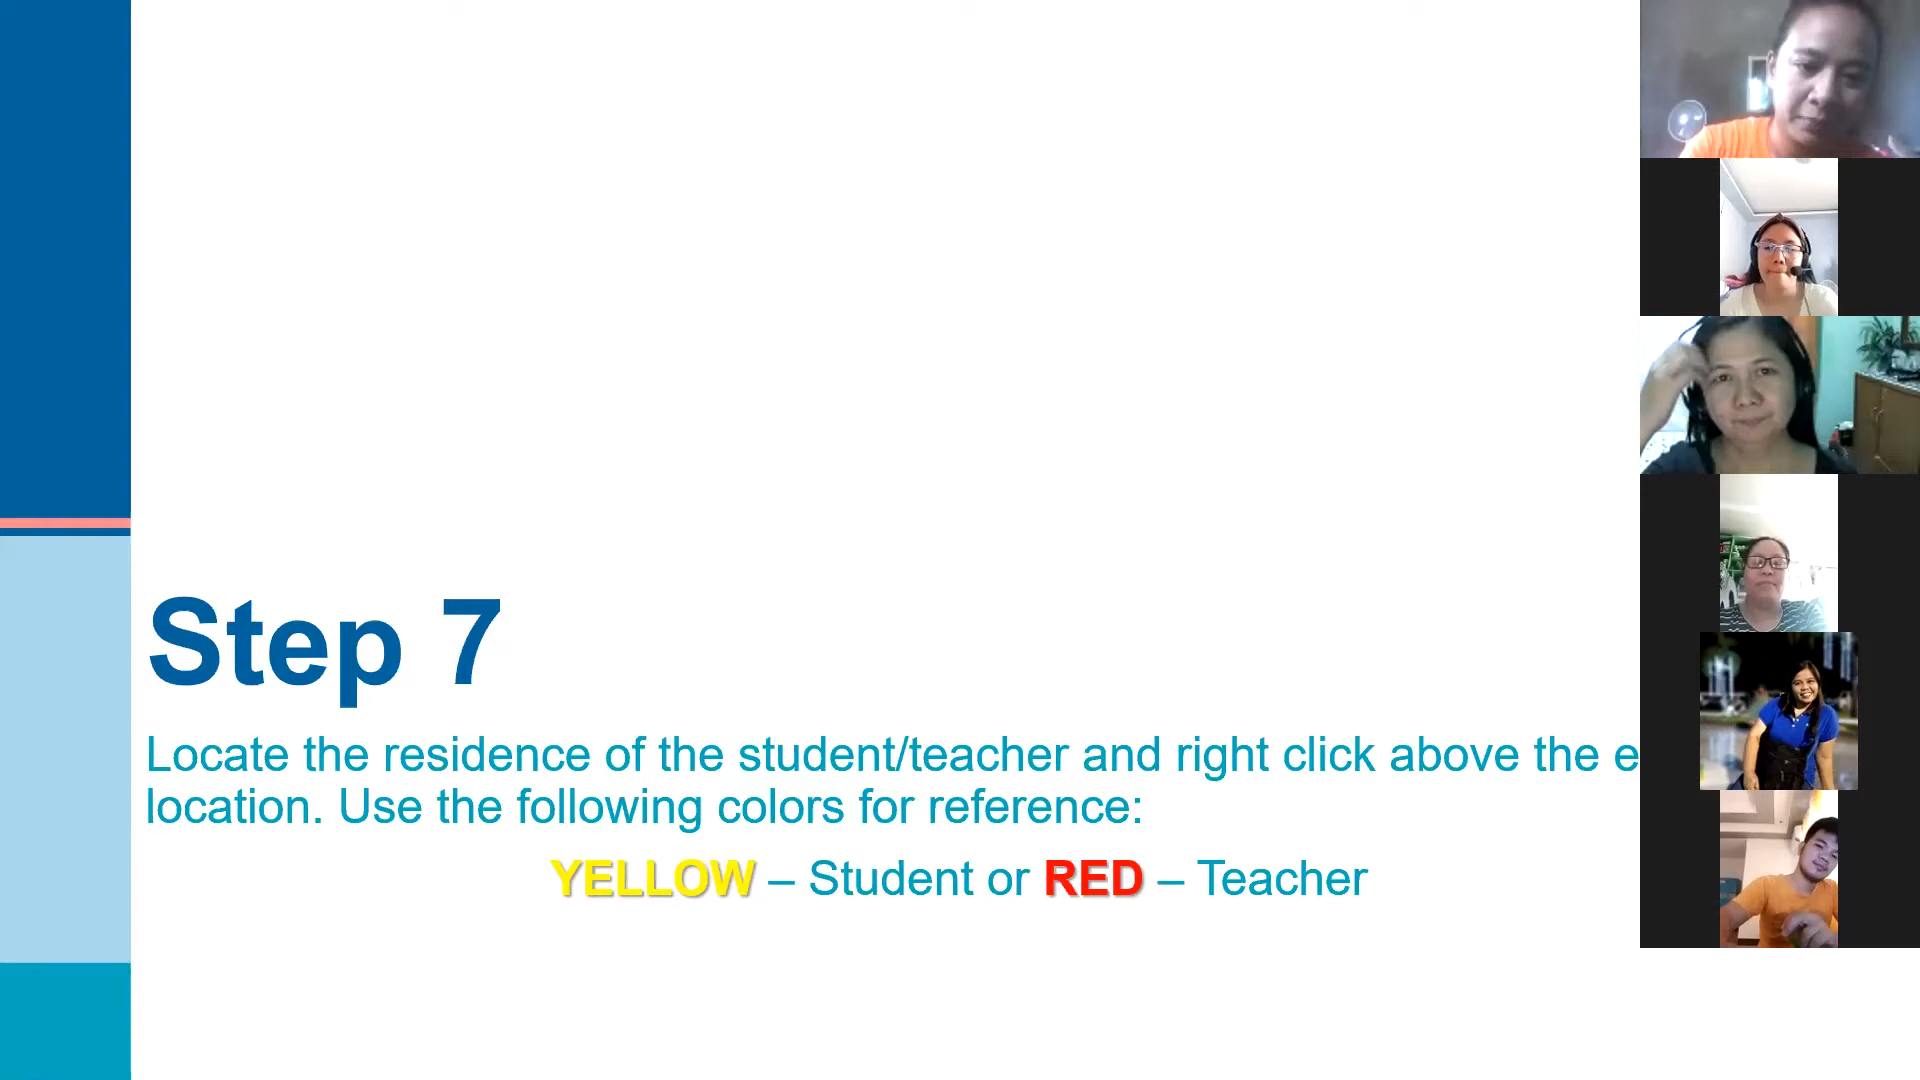 Step 7
Locate the residence of the student/teacher and right click above the
location. Use the following colors for reference:
YELLOW – Student or RED – Teacher